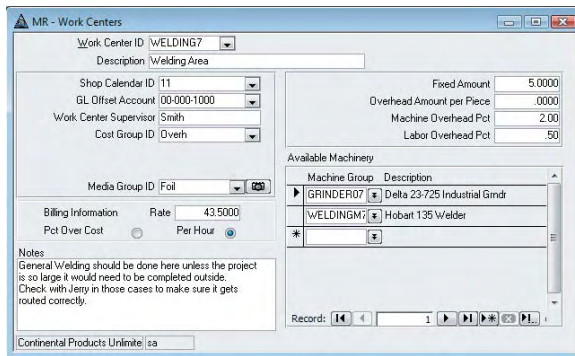 MR - Work Centers
Work Center ID WELDING7
Description Welding Area
Shop Calendar ID 11
GL Offset Account 00-000-1000
Work Center Supervisor Smith
Cost Group ID Overh
Media Group ID Foil
Billing Information Rate 43.5000
Pct Over Cost Per Hour
Notes
General Welding should be done here unless the project
is so large it would need to be completed outside.
Check with Jerry in those cases to make sure it gets
routed correctly.
Fixed Amount 5.0000
Overhead Amount per Piece .0000
Machine Overhead Pct 2.00
Labor Overhead Pct .50
Available Machinery
Machine Group Description
GRINDER07 Delta 23-725 Industrial Grndr
WELDINGM7 Hobart 135 Welder
Record: 1
Continental Products Unlimite sa